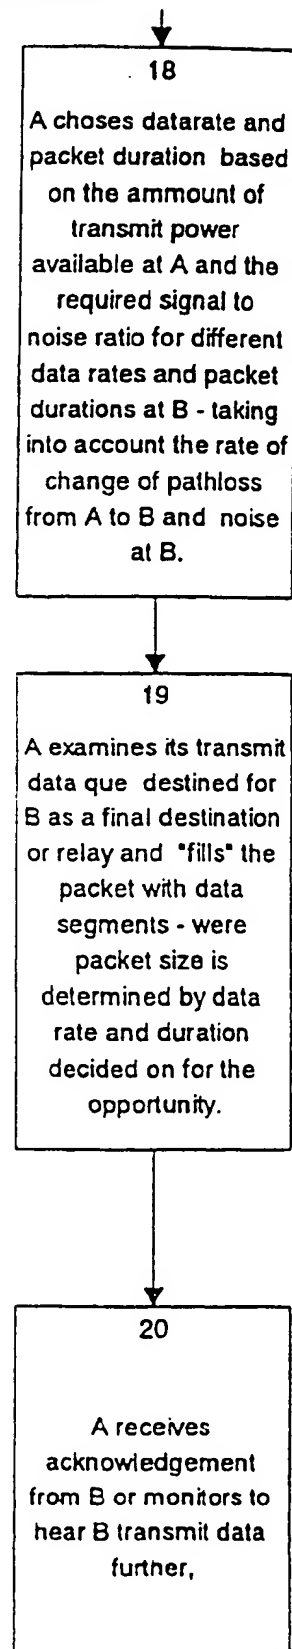 18
A choses datarate and
packet duration based
on the ammount of
transmit power
available at A and the
required signal to
noise ratio for different
data rates and packet
durations at B - taking
into account the rate of
change of pathloss
from A to B and noise
at B.
19
A examines its transmit
data que destined for
B as a final destination
or relay and "fills" the
packet with data
segments - were
packet size is
determined by data
rate and duration
decided on for the
opportunity.
20
A receives
acknowledgement
from B or monitors to
hear B transmit data
further,